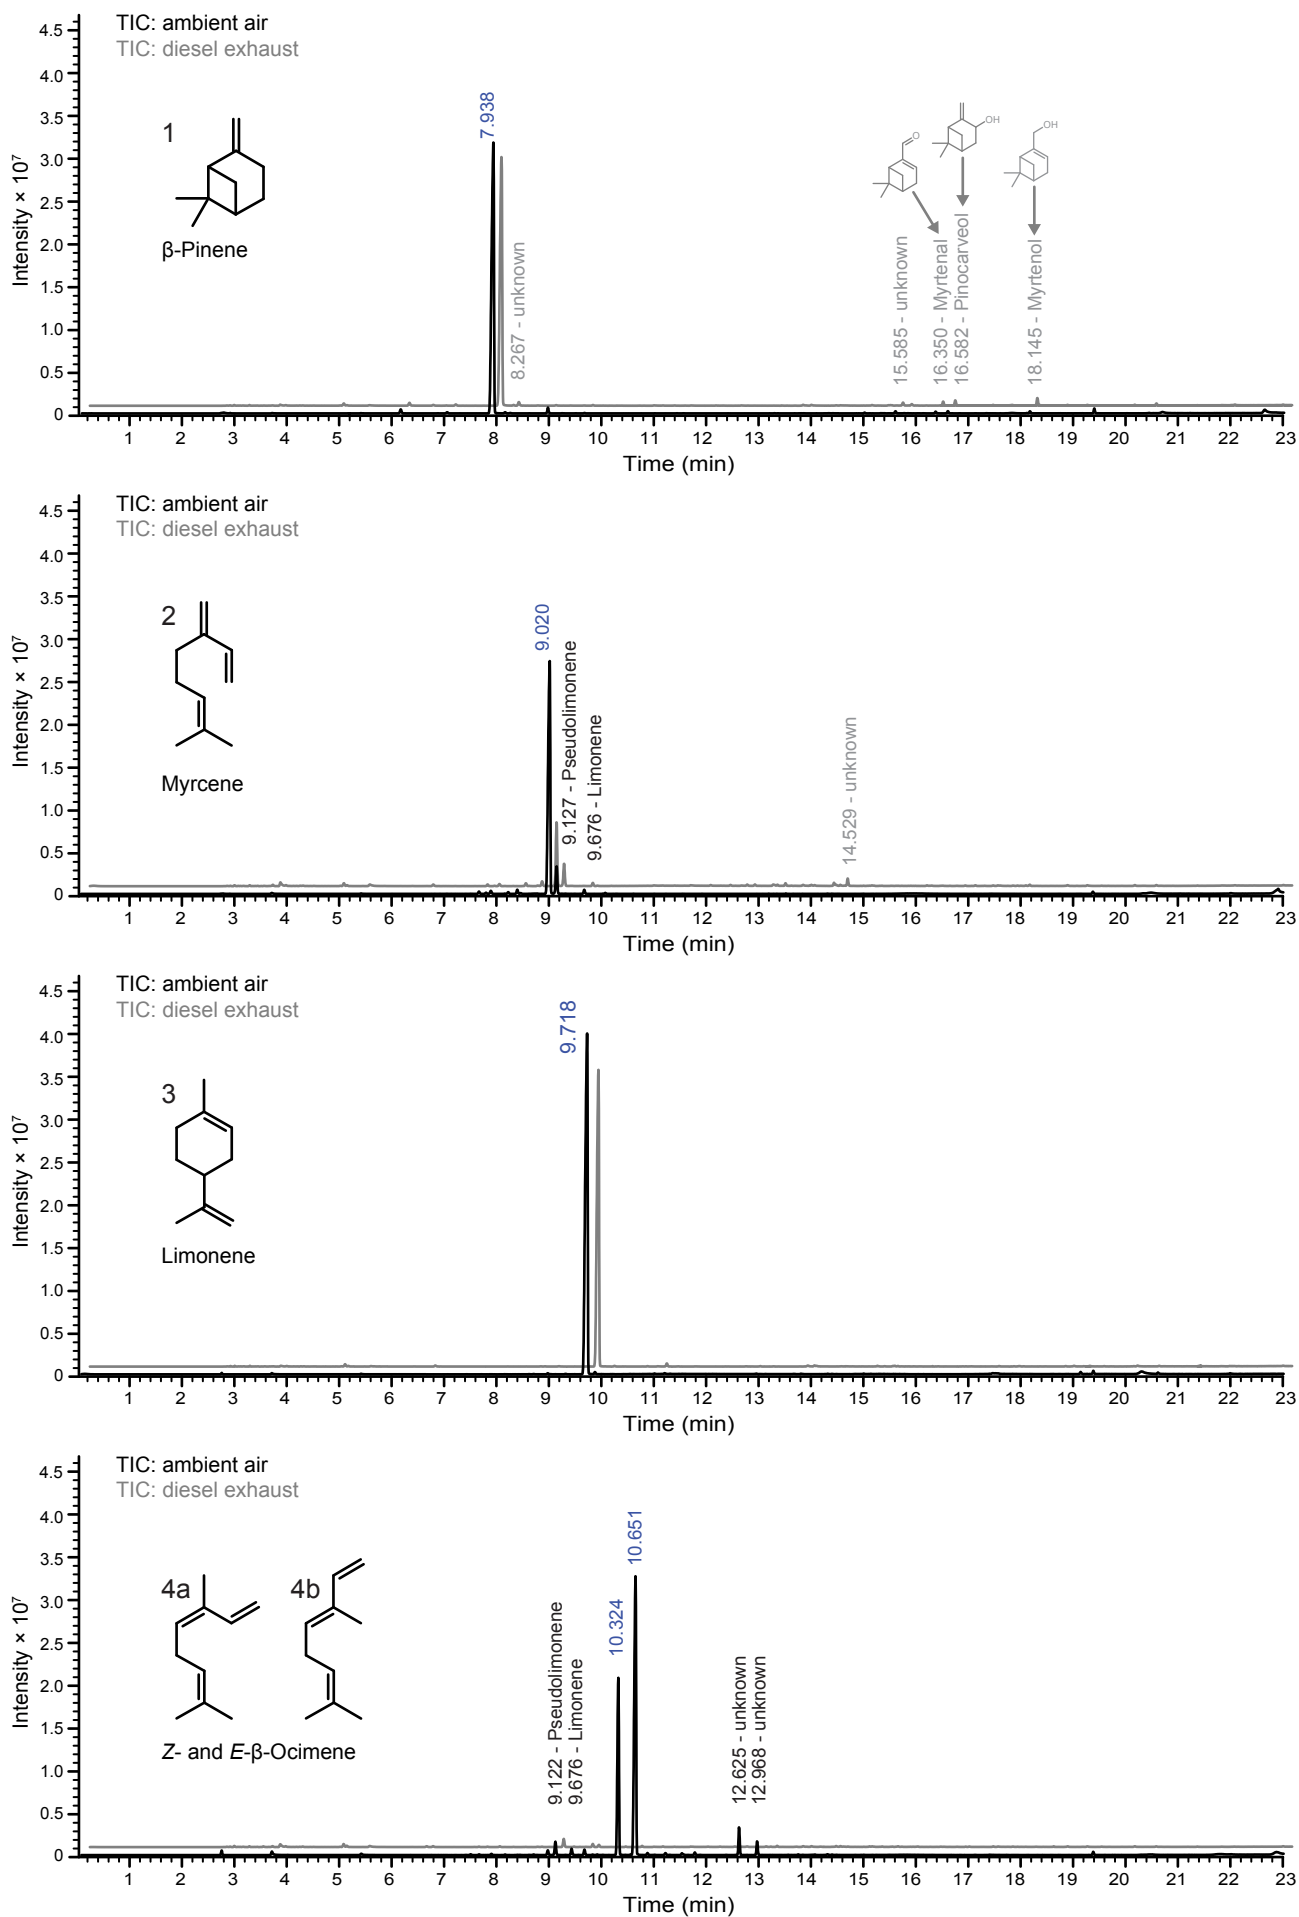 TIC: ambient air
TIC: diesel exhaust
Intensity × 10⁷
4.5
4.0
3.5
3.0
2.5
2.0
1.5
1.0
0.5
0
1
β-Pinene
7.938
8.267 - unknown
15.585 - unknown
16.350 - Myrtenal
16.582 - Pinocarveol
18.145 - Myrtenol
O
OH
OH
1 2 3 4 5 6 7 8 9 10 11 12 13 14 15 16 17 18 19 20 21 22 23
Time (min)
TIC: ambient air
TIC: diesel exhaust
Intensity × 10⁷
4.5
4.0
3.5
3.0
2.5
2.0
1.5
1.0
0.5
0
2
Myrcene
9.020
9.127 - Pseudolimonene
9.676 - Limonene
14.529 - unknown
1 2 3 4 5 6 7 8 9 10 11 12 13 14 15 16 17 18 19 20 21 22 23
Time (min)
TIC: ambient air
TIC: diesel exhaust
Intensity × 10⁷
4.5
4.0
3.5
3.0
2.5
2.0
1.5
1.0
0.5
0
3
Limonene
9.718
1 2 3 4 5 6 7 8 9 10 11 12 13 14 15 16 17 18 19 20 21 22 23
Time (min)
TIC: ambient air
TIC: diesel exhaust
Intensity × 10⁷
4.5
4.0
3.5
3.0
2.5
2.0
1.5
1.0
0.5
0
4a 4b
Z- and E-β-Ocimene
9.122 - Pseudolimonene
9.676 - Limonene
10.324
10.651
12.625 - unknown
12.968 - unknown
1 2 3 4 5 6 7 8 9 10 11 12 13 14 15 16 17 18 19 20 21 22 23
Time (min)